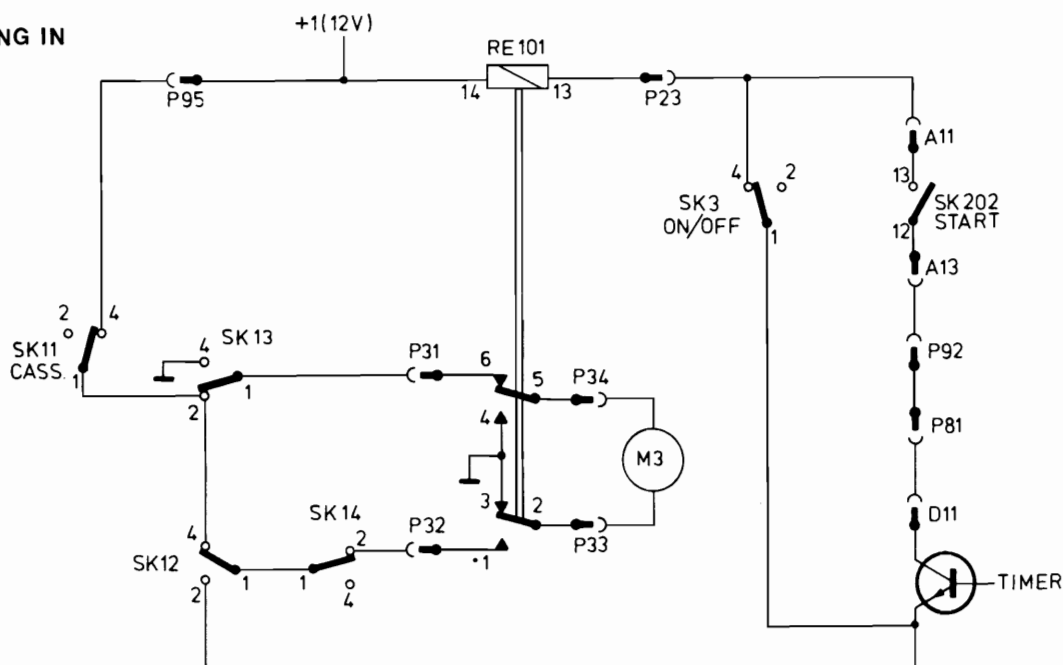 NG IN
+1(12V)
RE101
14
13
P95
P23
A11
13
SK202
START
12
A13
4
2
SK3
ON/OFF
1
2
4
SK11
CASS.
1
SK13
4
2
1
P31
6
5
P34
4
M3
3
2
P33
P92
P81
D11
TIMER
SK14
2
P32
1
4
SK12
1
1
4
2